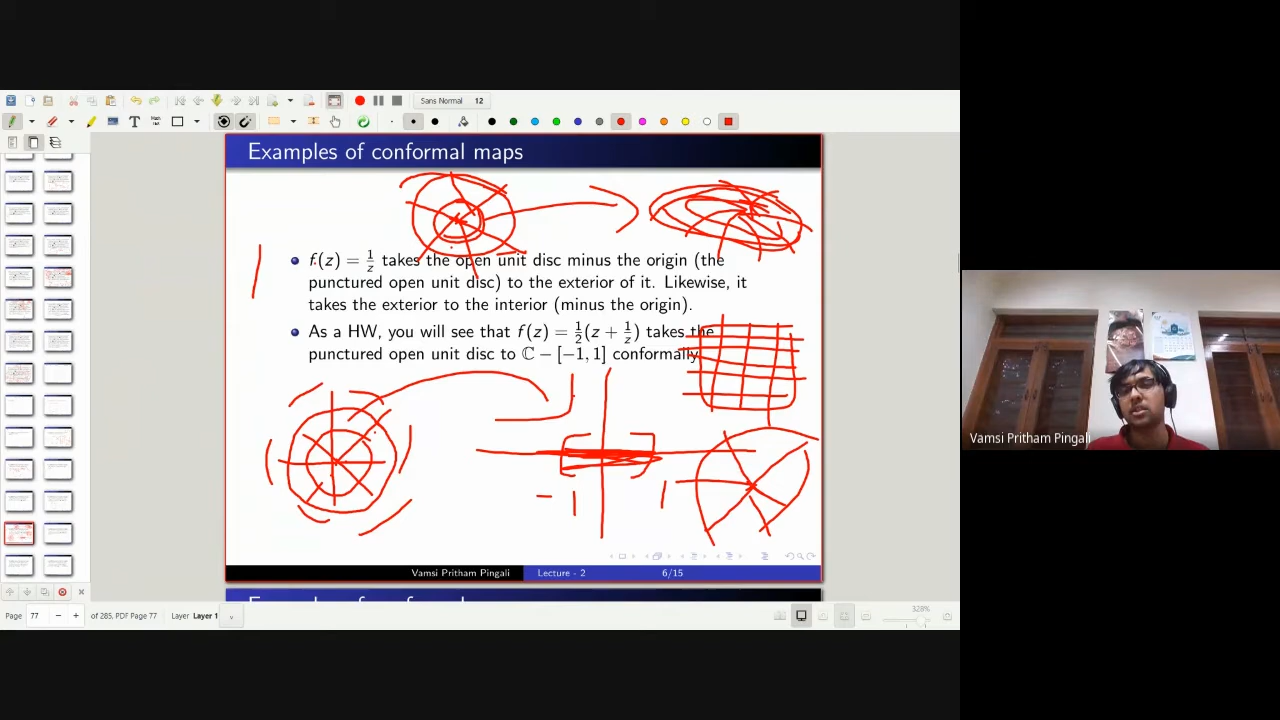 Sans Normal 12
Examples of conformal maps
f(z) = 1/z takes the open unit disc minus the origin (the
punctured open unit disc) to the exterior of it. Likewise, it
takes the exterior to the interior (minus the origin).
As a HW, you will see that f(z) = 1/2(z + 1/z) takes the
punctured open unit disc to ℂ − [−1, 1] conformally
-1
1
Vamsi Pritham Pingali
Vamsi Pritham Pingali Lecture - 2 6/15
Page 77 of 285, PDF Page 77 Layer Layer 1
328%